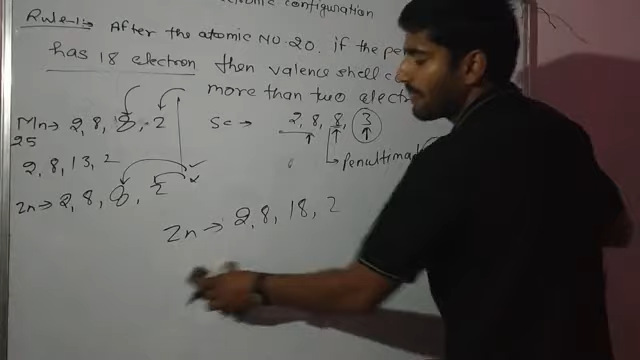 configuration
Rule-1:- After the atomic NO. 20. if the pe
has 18 electron then valence shell c
more than two electr
Mn→ 2, 8, 8, 2
25
Sc → 2, 8, 8, 3
2, 8, 13, 2
Penultima
Zn→ 2, 8, 8, 2
Zn → 2, 8, 18, 2